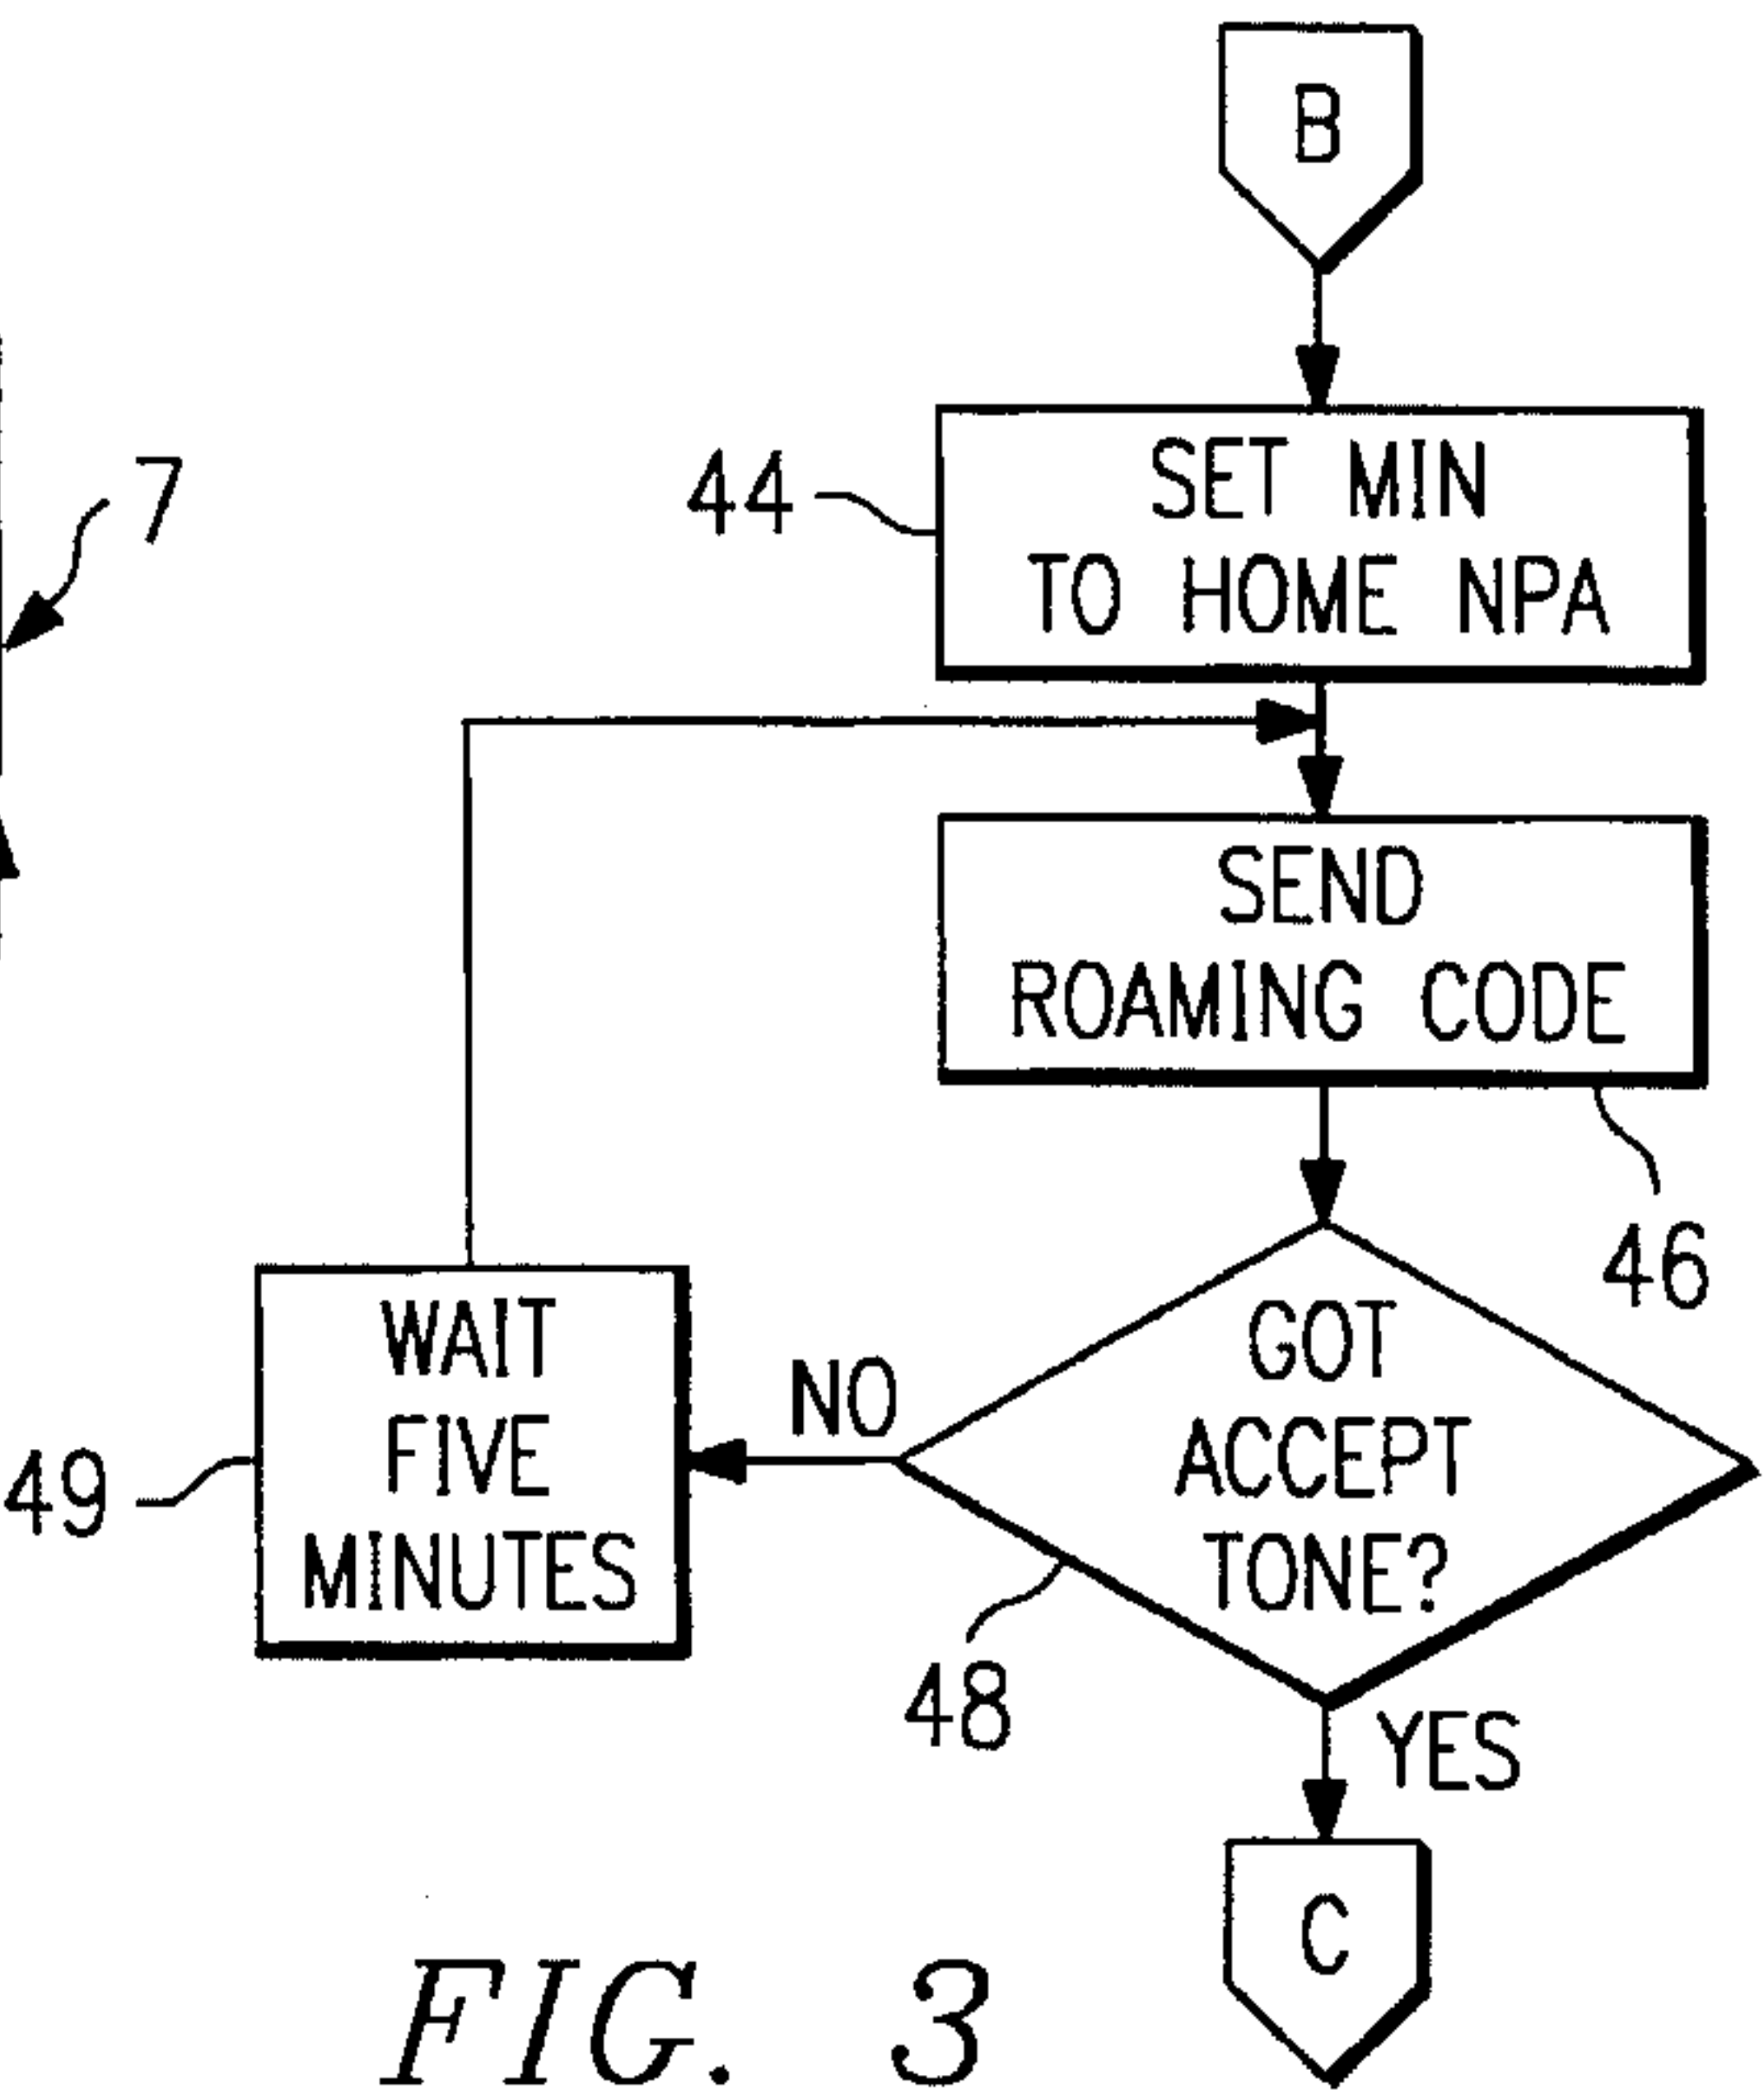 B
7
44
SET MIN
TO HOME NPA
SEND
ROAMING CODE
46
WAIT
FIVE
MINUTES
49
NO
GOT
ACCEPT
TONE?
48
YES
C
FIG. 3